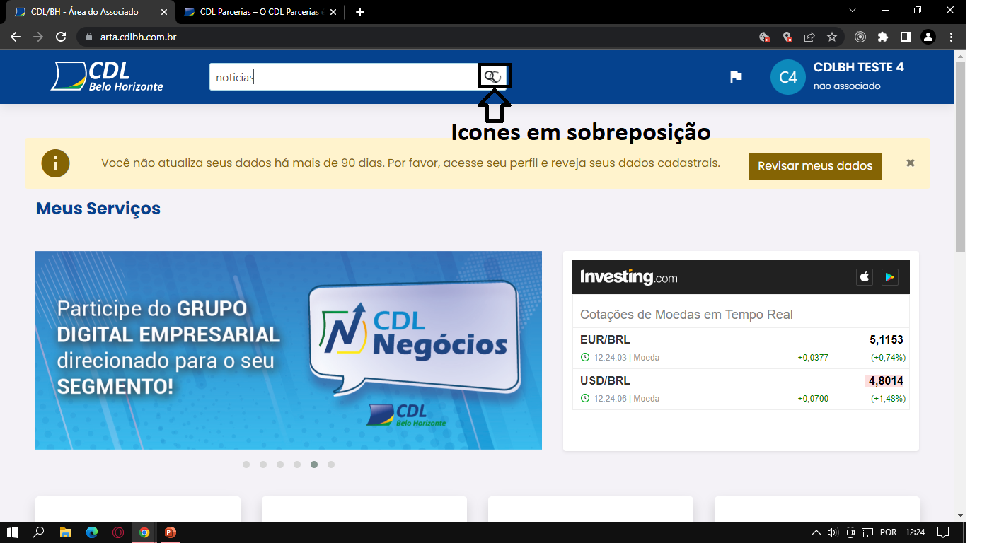 CDL/BH - Área do Associado
CDL Parcerias – O CDL Parcerias é
arta.cdlbh.com.br
CDL
Belo Horizonte
noticias
C4
CDLBH TESTE 4
não associado
Icones em sobreposição
Você não atualiza seus dados há mais de 90 dias. Por favor, acesse seu perfil e reveja seus dados cadastrais.
Revisar meus dados
Meus Serviços
Participe do GRUPO
DIGITAL EMPRESARIAL
direcionado para o seu
SEGMENTO!
CDL
Negócios
CDL
Belo Horizonte
Investing.com
Cotações de Moedas em Tempo Real
EUR/BRL 5,1153
12:24:03 | Moeda +0,0377 (+0,74%)
USD/BRL 4,8014
12:24:06 | Moeda +0,0700 (+1,48%)
POR 12:24